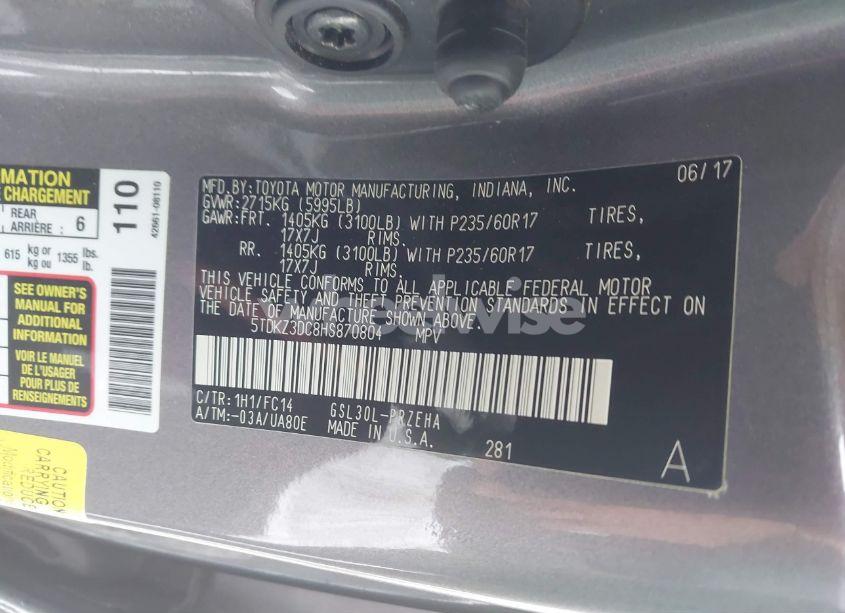 MATION
CHARGEMENT
REAR
ARRIÈRE : 6
615 kg or kg ou 1355 lbs. lb.
SEE OWNER'S
MANUAL FOR
ADDITIONAL
INFORMATION
VOIR LE MANUEL
DE L'USAGER
POUR PLUS DE
RENSEIGNEMENTS
110
42661-08110
CAUTION
CARRYING
REDUCE
Modificatio
06/17
MFD.BY:TOYOTA MOTOR MANUFACTURING, INDIANA, INC.
GVWR:2715KG (5995LB)
GAWR:FRT. 1405KG (3100LB) WITH P235/60R17 TIRES,
17X7J RIMS.
RR. 1405KG (3100LB) WITH P235/60R17 TIRES,
17X7J RIMS.
THIS VEHICLE CONFORMS TO ALL APPLICABLE FEDERAL MOTOR
VEHICLE SAFETY AND THEFT PREVENTION STANDARDS IN EFFECT ON
THE DATE OF MANUFACTURE SHOWN ABOVE.
5TDKZ3DC8HS870804 MPV
C/TR:1H1/FC14 GSL30L-PRZEHA
A/TM:-03A/UA80E MADE IN U.S.A.
281
A